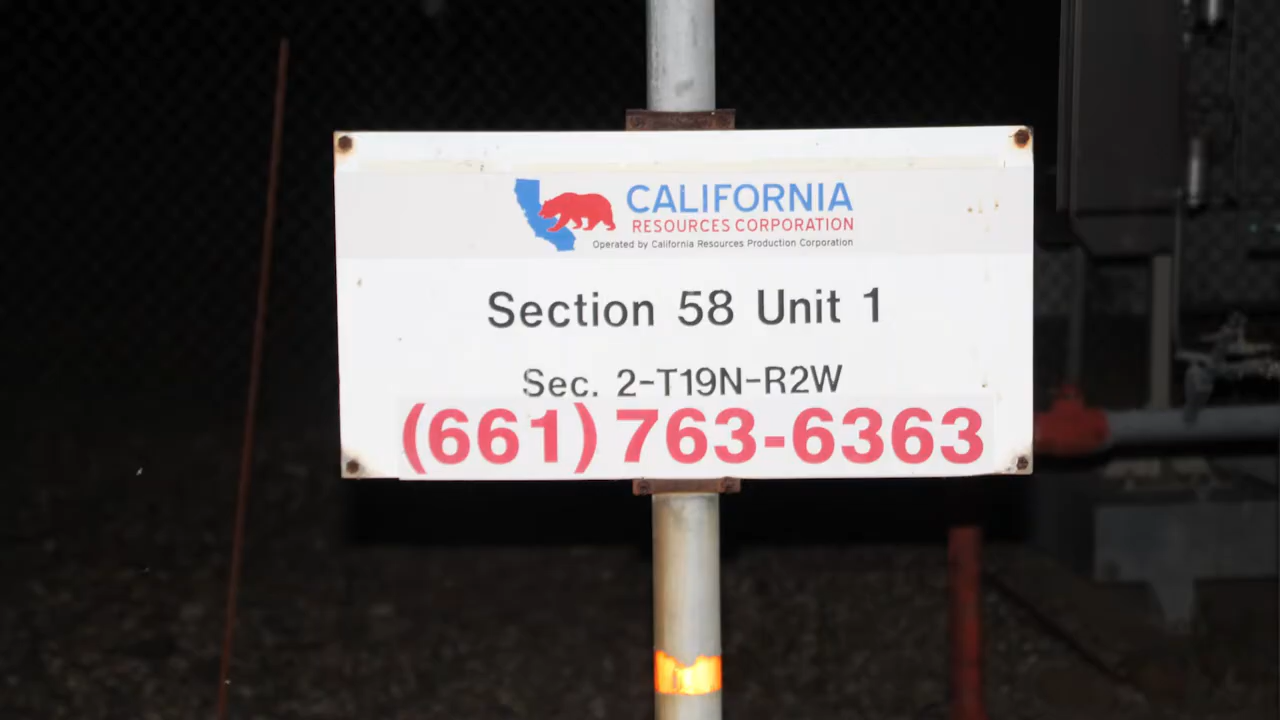 CALIFORNIA
RESOURCES CORPORATION
Operated by California Resources Production Corporation
Section 58 Unit 1
Sec. 2-T19N-R2W
(661) 763-6363